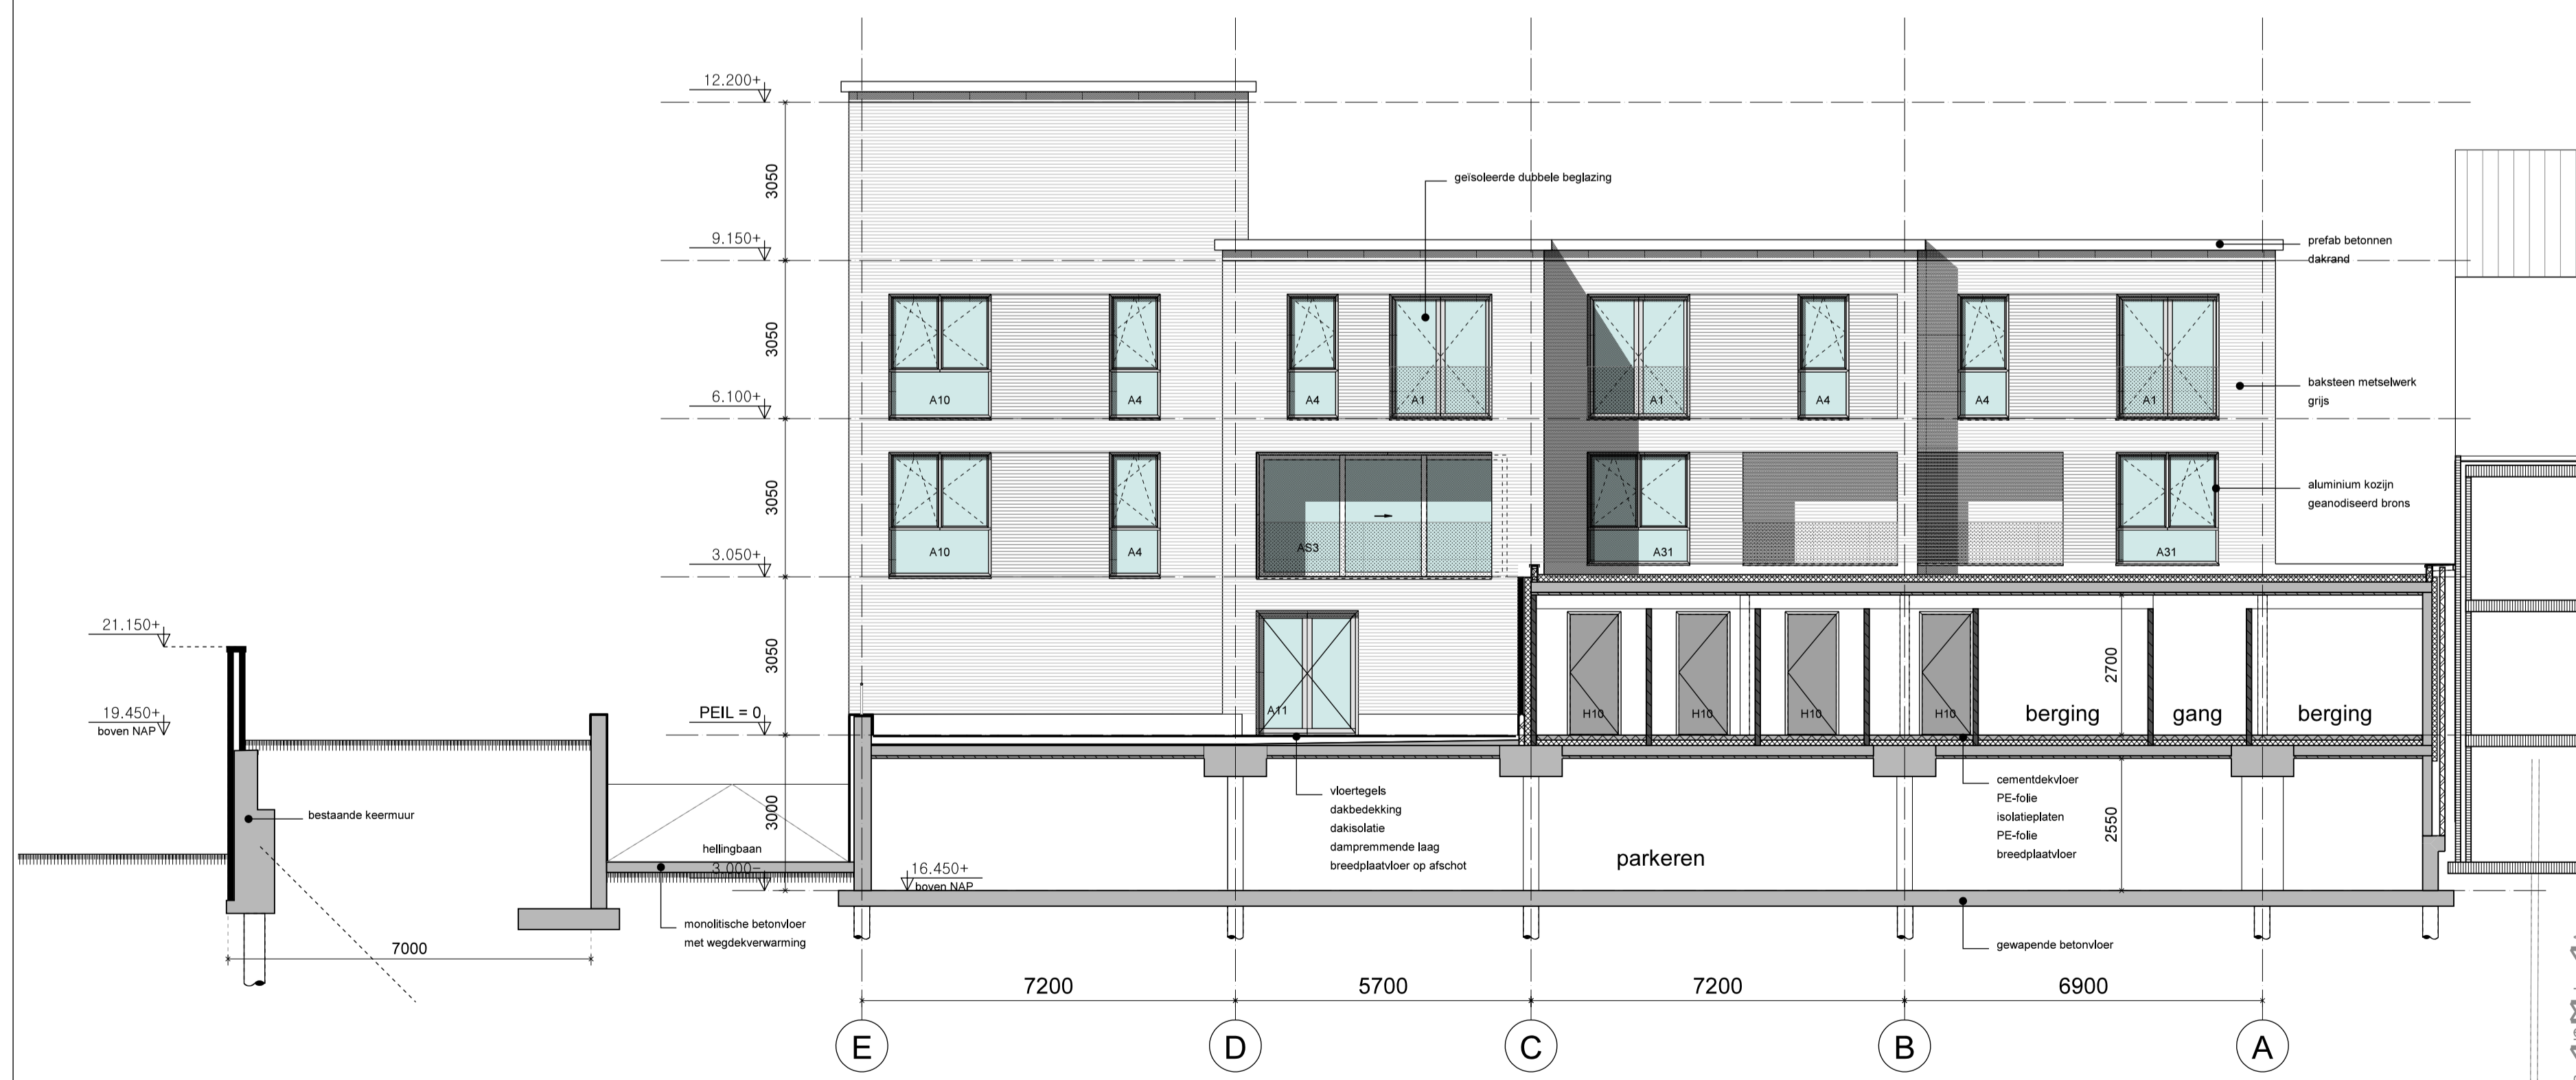 12.200+
3050
geïsoleerde dubbele beglazing
9.150+
prefab betonnen
dakrand
3050
A10
A4
A4
A1
A1
A4
A4
A1
baksteen metselwerk
grijs
6.100+
3050
A10
A4
AS3
A31
A31
aluminium kozijn
geanodiseerd brons
3.050+
3050
21.150+
19.450+
boven NAP
PEIL = 0
A11
H10
H10
H10
H10
berging
gang
berging
2700
bestaande keermuur
3000
hellingbaan
3.000-
16.450+
boven NAP
vloertegels
dakbedekking
dakisolatie
dampremmende laag
breedplaatvloer op afschot
parkeren
cementdekvloer
PE-folie
isolatieplaten
PE-folie
breedplaatvloer
2550
monolitische betonvloer
met wegdekverwarming
gewapende betonvloer
7000
7200
5700
7200
6900
E
D
C
B
A